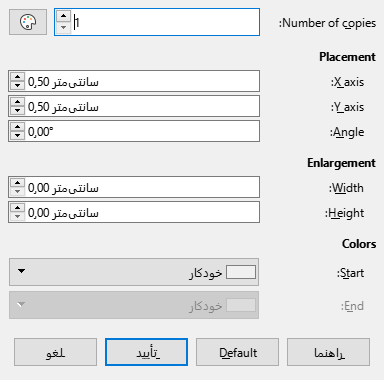 Number of copies: 1
Placement
X axis: 0,50 سانتی‌متر
Y axis: 0,50 سانتی‌متر
Angle: 0,00°
Enlargement
Width: 0,00 سانتی‌متر
Height: 0,00 سانتی‌متر
Colors
Start: خودکار
End: خودکار
راهنما Default تأیید لغو